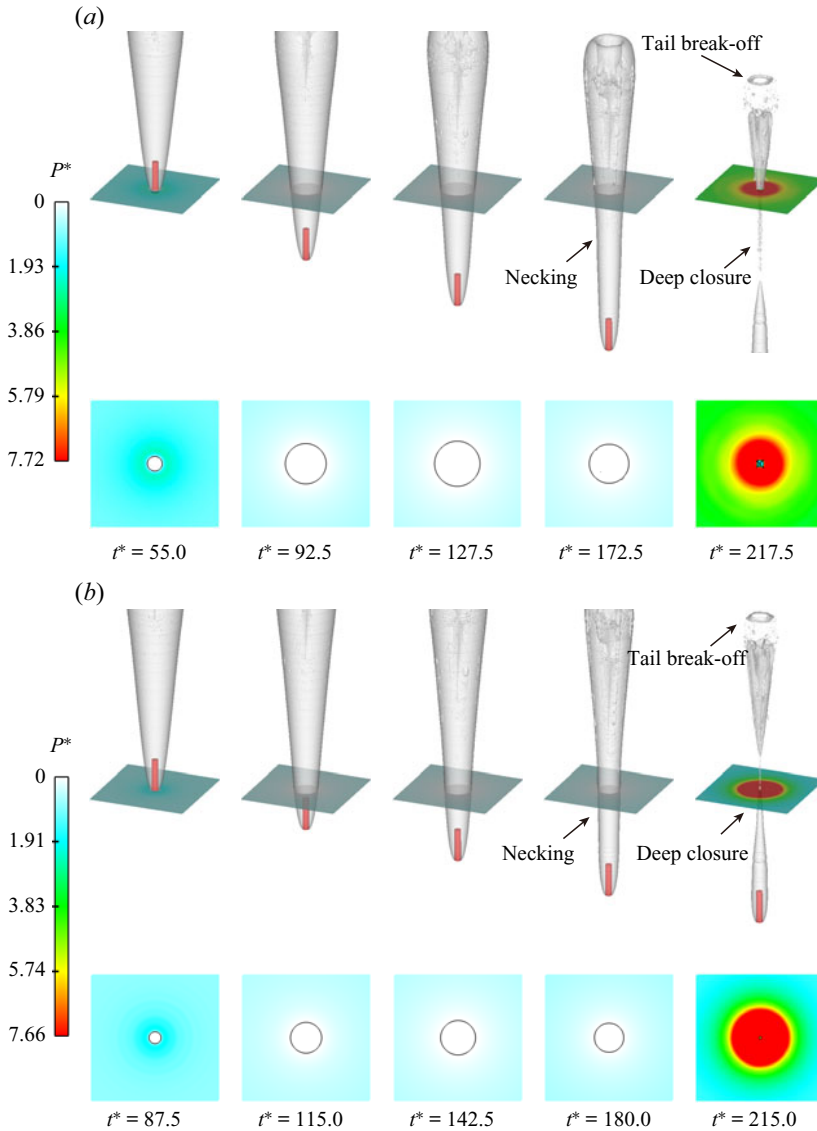 (a)
Tail break-off
P*
0
1.93
3.86
5.79
7.72
Necking
Deep closure
t* = 55.0
t* = 92.5
t* = 127.5
t* = 172.5
t* = 217.5
(b)
Tail break-off
P*
0
1.91
3.83
5.74
7.66
Necking
Deep closure
t* = 87.5
t* = 115.0
t* = 142.5
t* = 180.0
t* = 215.0